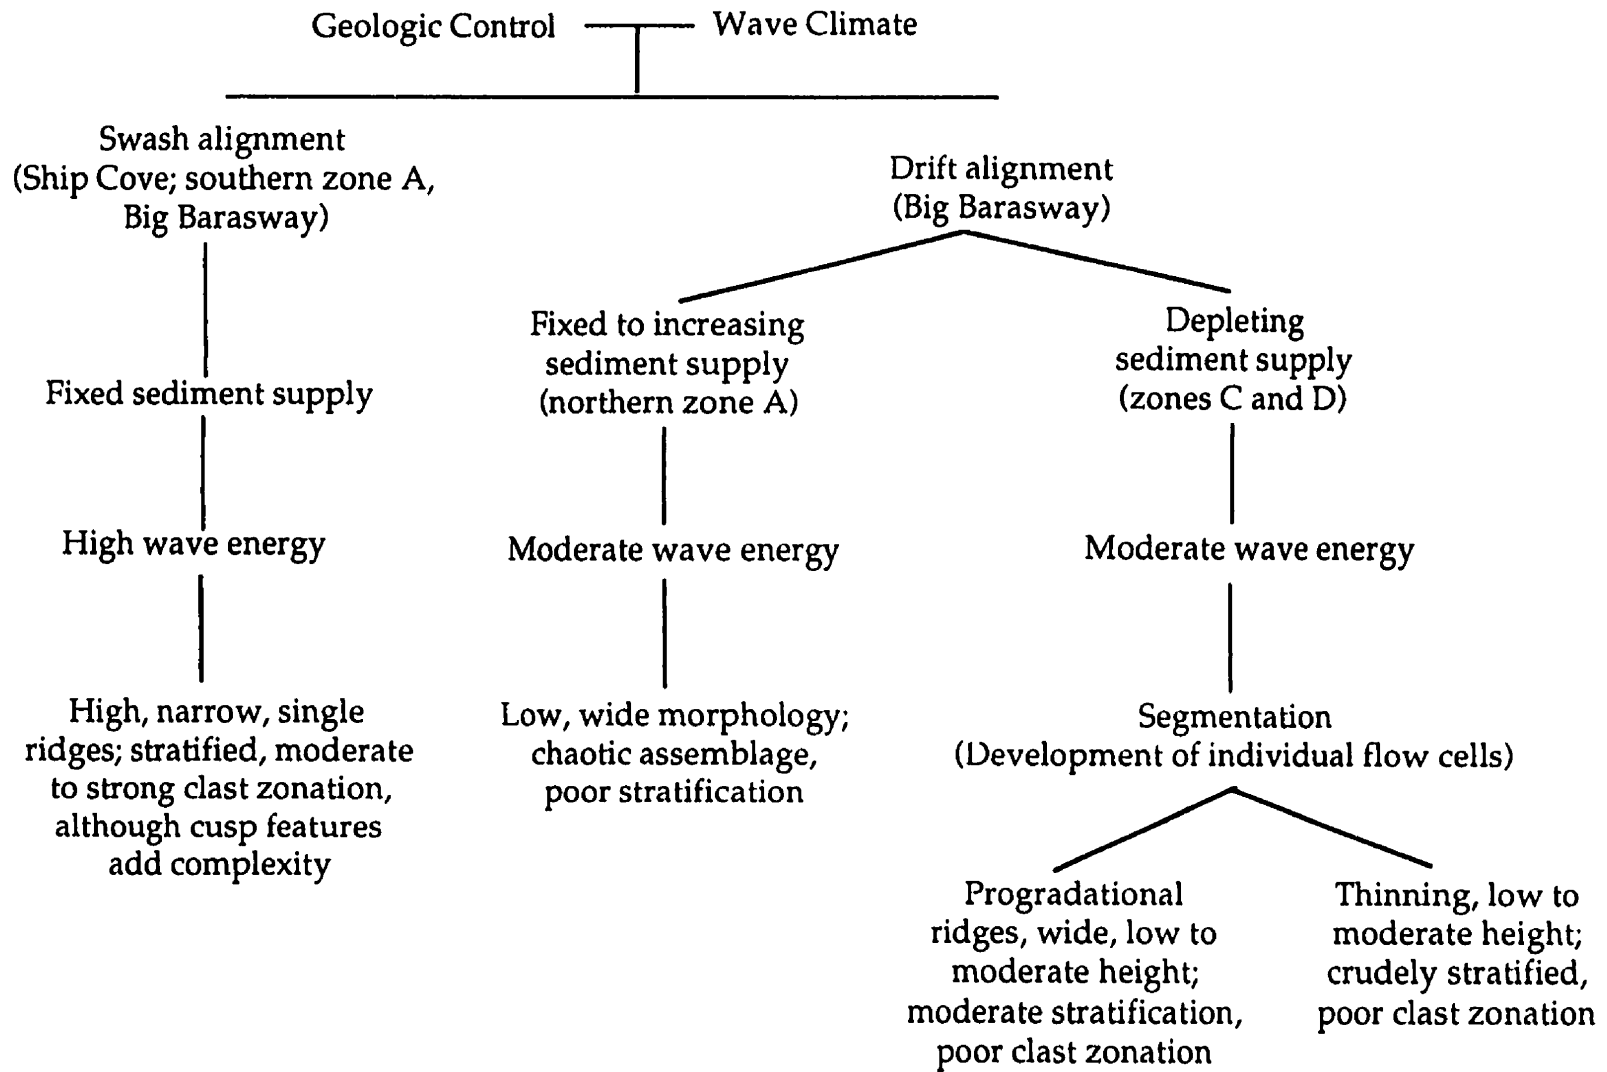 Geologic Control
Wave Climate
Swash alignment
(Ship Cove; southern zone A,
Big Barasway)
Drift alignment
(Big Barasway)
Fixed sediment supply
Fixed to increasing
sediment supply
(northern zone A)
Depleting
sediment supply
(zones C and D)
High wave energy
Moderate wave energy
Moderate wave energy
High, narrow, single
ridges; stratified, moderate
to strong clast zonation,
although cusp features
add complexity
Low, wide morphology;
chaotic assemblage,
poor stratification
Segmentation
(Development of individual flow cells)
Progradational
ridges, wide, low to
moderate height;
moderate stratification,
poor clast zonation
Thinning, low to
moderate height;
crudely stratified,
poor clast zonation